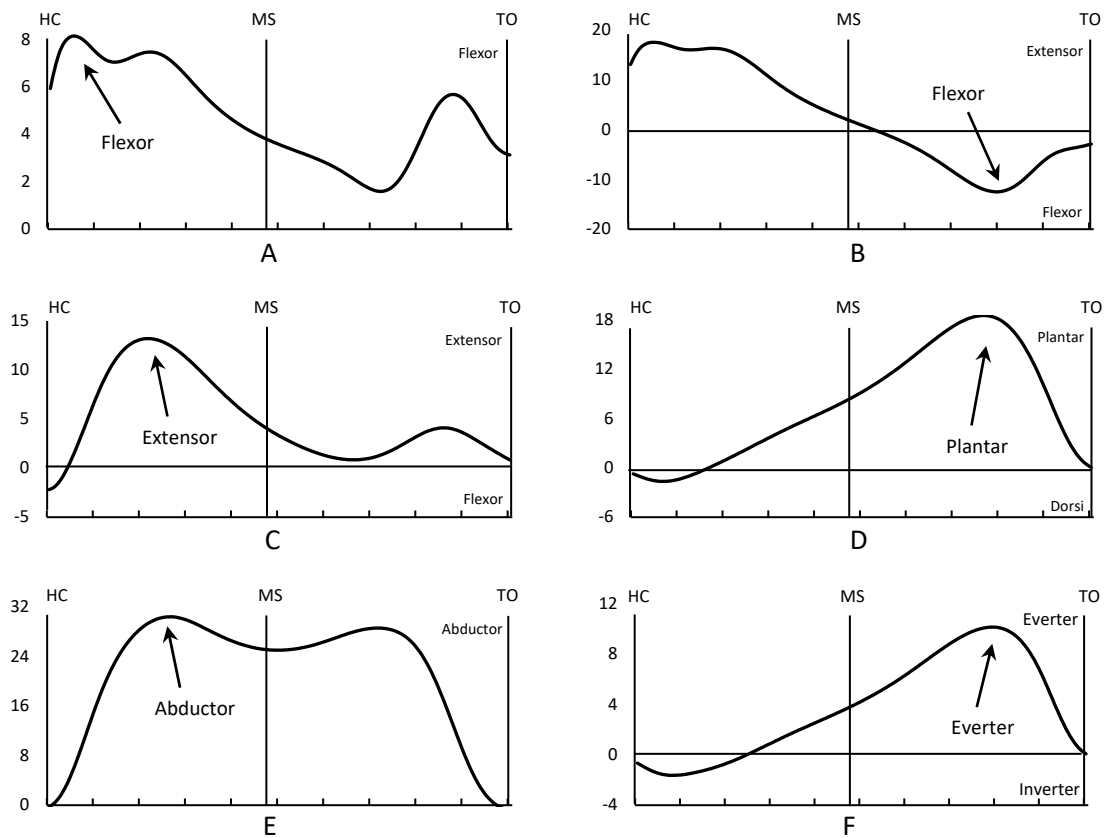 HC MS TO
8
6
4
2
0
Flexor
Flexor
A
HC MS TO
20
10
0
-10
-20
Extensor
Flexor
Flexor
B
HC MS TO
15
10
5
0
-5
Extensor
Extensor
Flexor
C
HC MS TO
18
12
6
0
-6
Plantar
Plantar
Dorsi
D
HC MS TO
32
24
16
8
0
Abductor
Abductor
E
HC MS TO
12
8
4
0
-4
Everter
Everter
Inverter
F